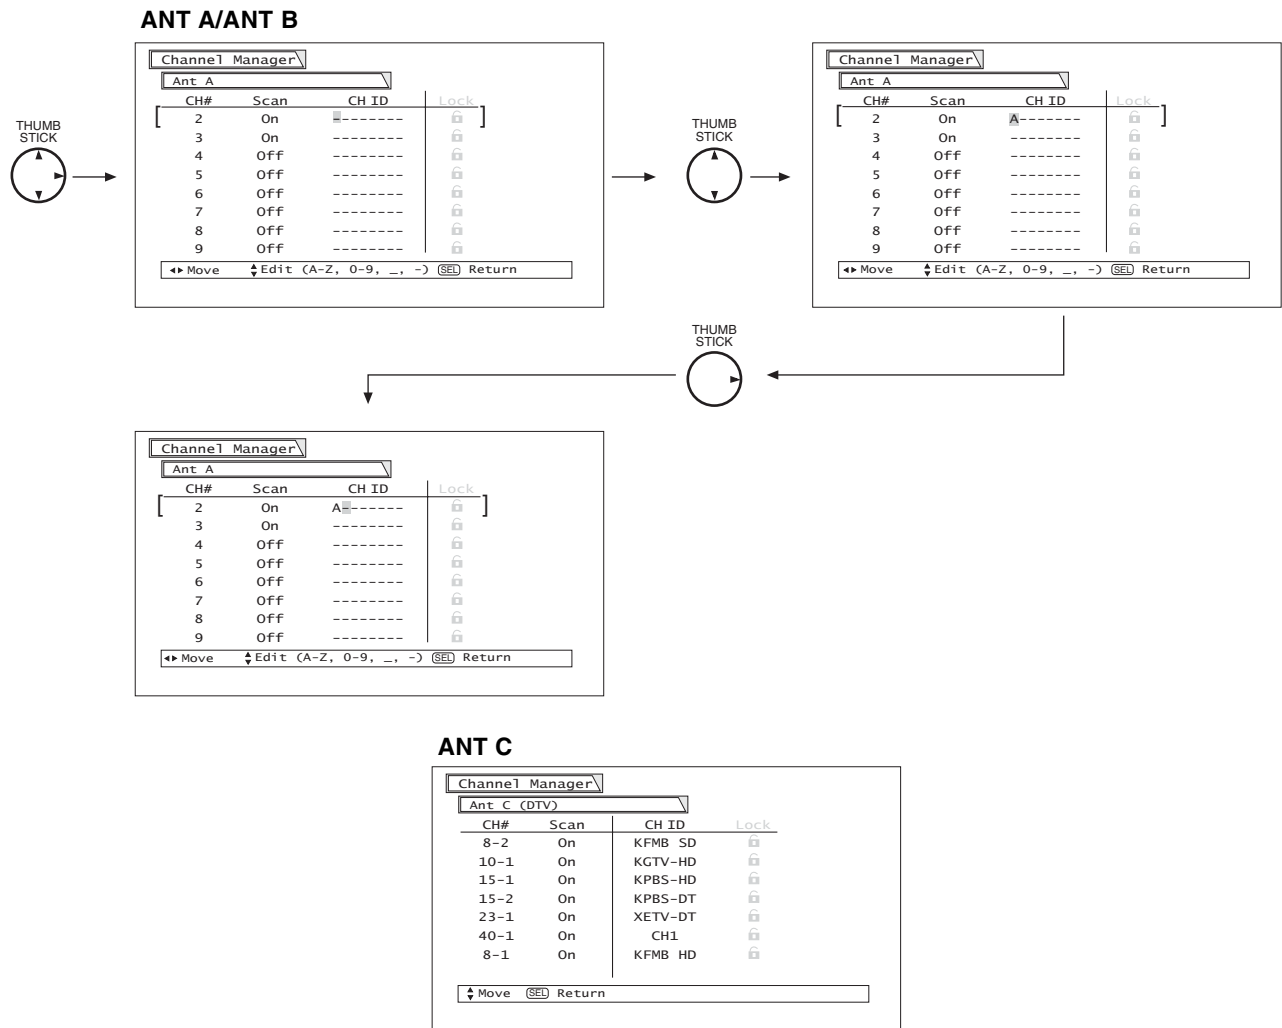 ANT A/ANT B
Channel Manager
Ant A
CH# Scan CH ID Lock
2 On --------
3 On --------
4 Off --------
5 Off --------
6 Off --------
7 Off --------
8 Off --------
9 Off --------
Move Edit (A-Z, 0-9, _, -) SEL Return
THUMB
STICK
THUMB
STICK
Channel Manager
Ant A
CH# Scan CH ID Lock
2 On A-------
3 On --------
4 Off --------
5 Off --------
6 Off --------
7 Off --------
8 Off --------
9 Off --------
Move Edit (A-Z, 0-9, _, -) SEL Return
THUMB
STICK
Channel Manager
Ant A
CH# Scan CH ID Lock
2 On A-------
3 On --------
4 Off --------
5 Off --------
6 Off --------
7 Off --------
8 Off --------
9 Off --------
Move Edit (A-Z, 0-9, _, -) SEL Return
ANT C
Channel Manager
Ant C (DTV)
CH# Scan CH ID Lock
8-2 On KFMB SD
10-1 On KGTV-HD
15-1 On KPBS-HD
15-2 On KPBS-DT
23-1 On XETV-DT
40-1 On CH1
8-1 On KFMB HD
Move SEL Return